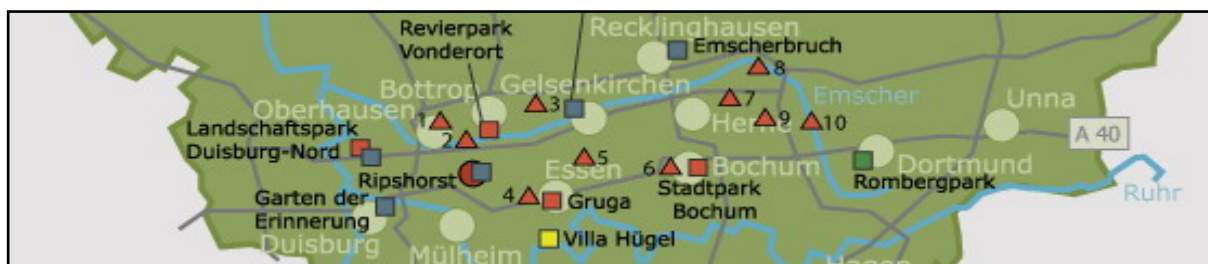 Revierpark
Vonderort
Recklinghausen
Emscherbruch
8
Bottrop
Gelsenkirchen
3
7
Emscher
Unna
Oberhausen
1
Herne
9
10
Landschaftspark
Duisburg-Nord
2
A 40
5
Essen
6
Bochum
Dortmund
Ripshorst
Stadtpark
Bochum
Rombergpark
Ruhr
Garten der
Erinnerung
4
Gruga
Duisburg
Mülheim
Villa Hügel
Hagen